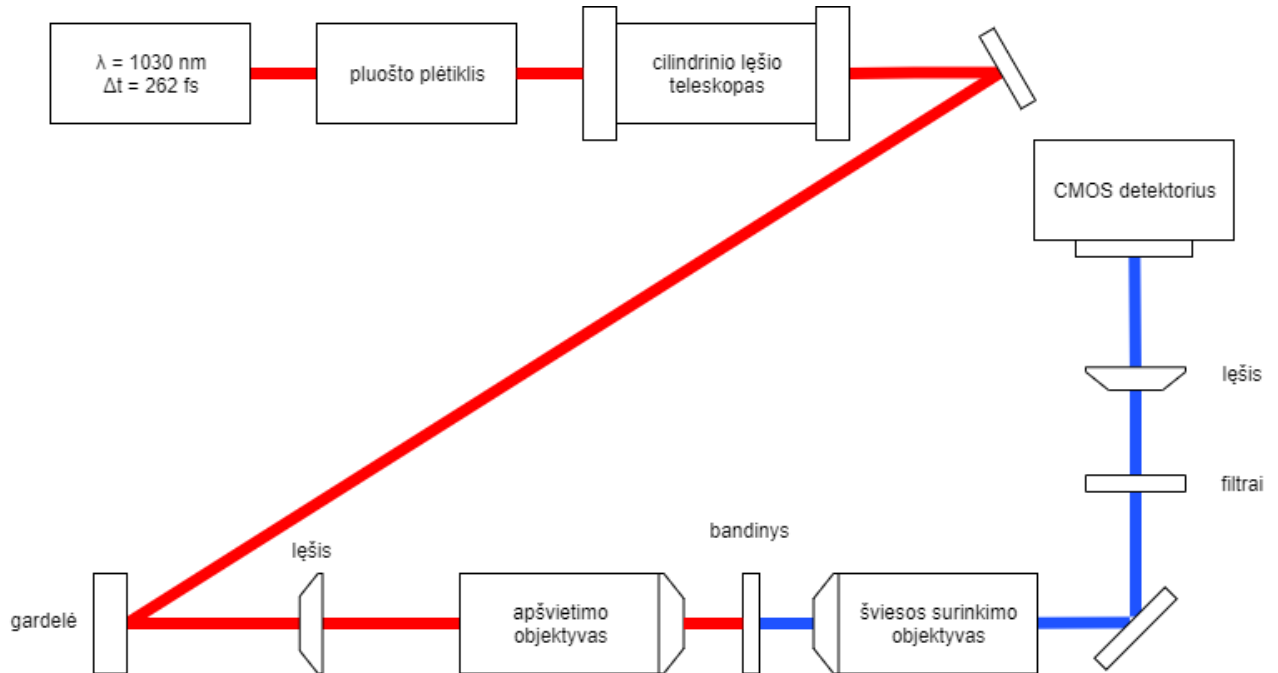 λ = 1030 nm
Δt = 262 fs
pluošto plėtiklis
cilindrinio lęšio
teleskopas
CMOS detektorius
lęšis
filtrai
bandinys
lęšis
gardelė
apšvietimo
objektyvas
šviesos surinkimo
objektyvas